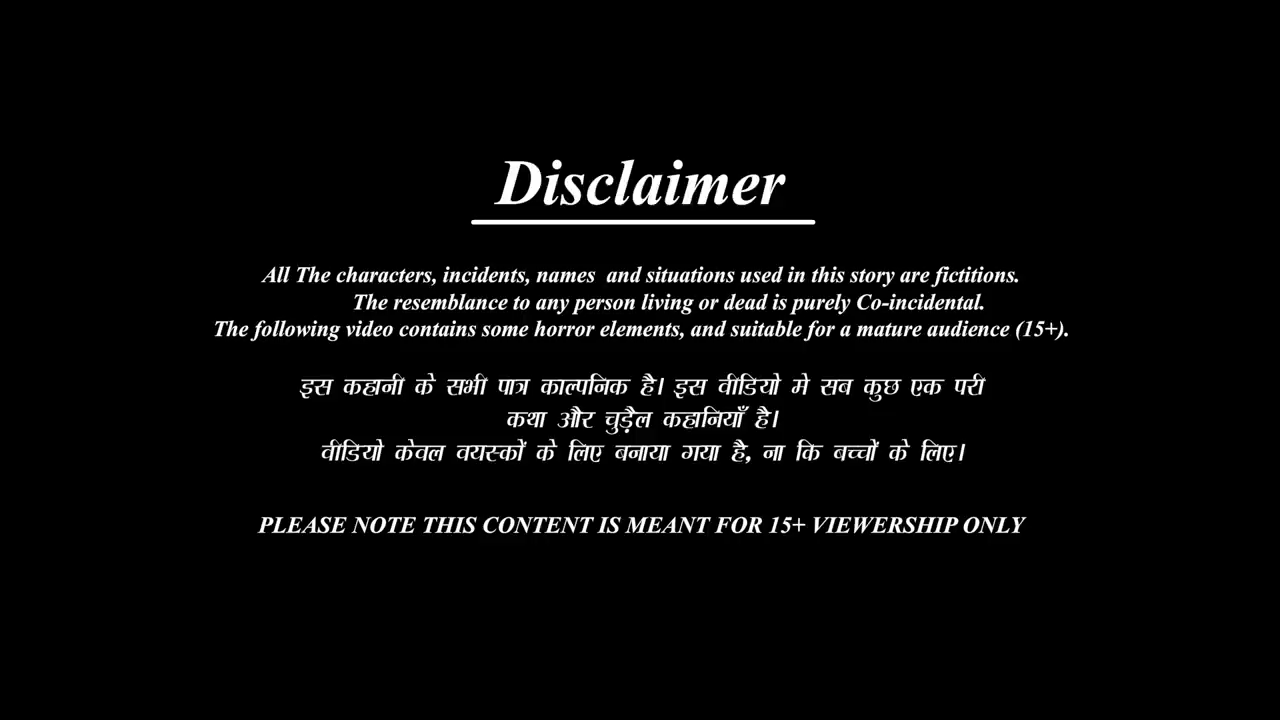 Disclaimer
All The characters, incidents, names and situations used in this story are fictitions.
The resemblance to any person living or dead is purely Co-incidental.
The following video contains some horror elements, and suitable for a mature audience (15+).
इस कहानी के सभी पात्र काल्पनिक है। इस वीडियो मे सब कुछ एक परी
कथा और चुड़ैल कहानियाँ है।
वीडियो केवल वयस्कों के लिए बनाया गया है, ना कि बच्चों के लिए।
PLEASE NOTE THIS CONTENT IS MEANT FOR 15+ VIEWERSHIP ONLY